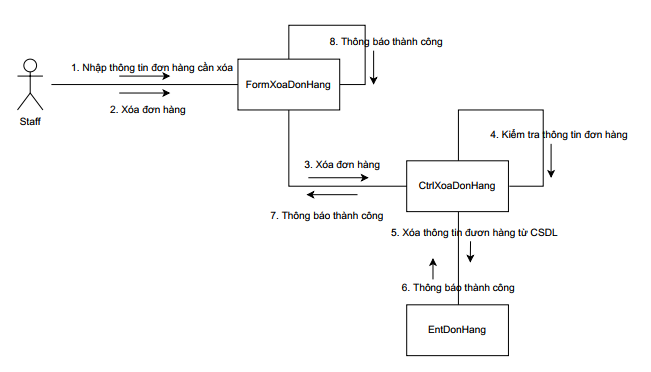 8. Thông báo thành công
1. Nhập thông tin đơn hàng cần xóa
FormXoaDonHang
2. Xóa đơn hàng
Staff
4. Kiểm tra thông tin đơn hàng
3. Xóa đơn hàng
CtrlXoaDonHang
7. Thông báo thành công
5. Xóa thông tin đươn hàng từ CSDL
6. Thông báo thành công
EntDonHang